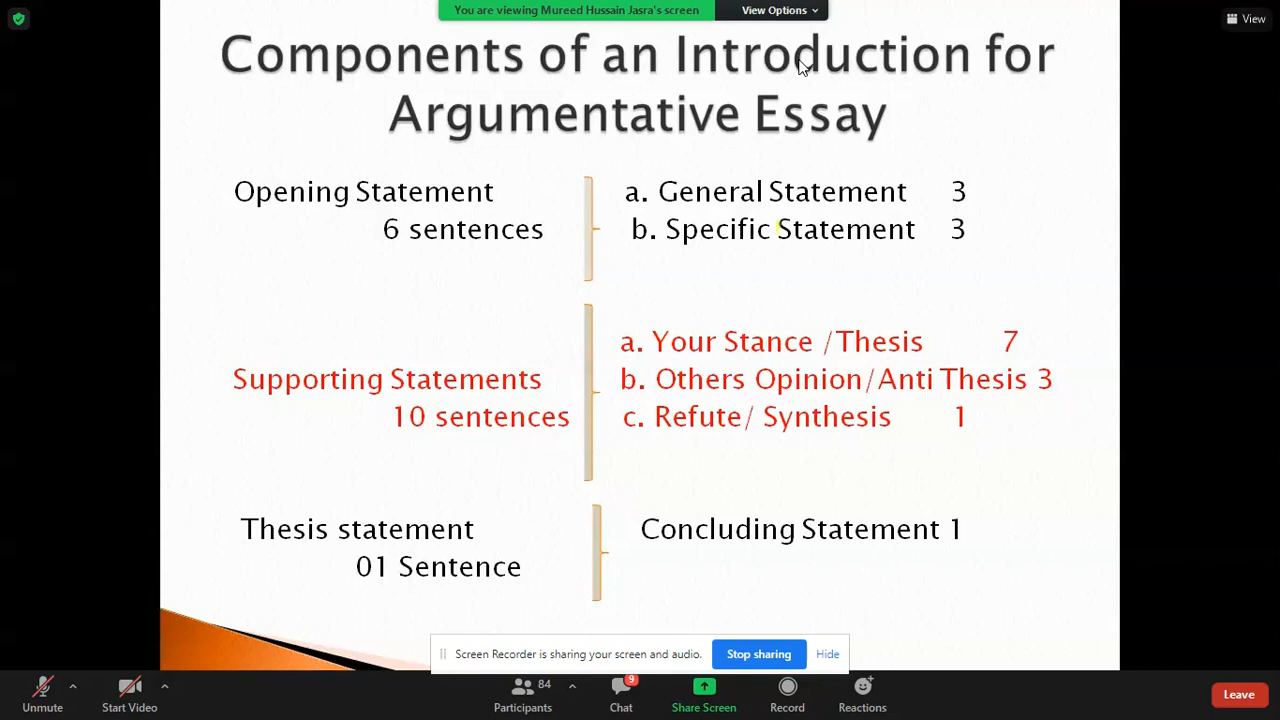 You are viewing Mureed Hussain Jasra's screen
View Options
View
Components of an Introduction for
Argumentative Essay
Opening Statement
6 sentences
a. General Statement 3
b. Specific Statement 3
Supporting Statements
10 sentences
a. Your Stance /Thesis 7
b. Others Opinion/Anti Thesis 3
c. Refute/ Synthesis 1
Thesis statement
01 Sentence
Concluding Statement 1
Screen Recorder is sharing your screen and audio.
Stop sharing
Hide
Unmute
Start Video
84
Participants
9
Chat
Share Screen
Record
Reactions
Leave